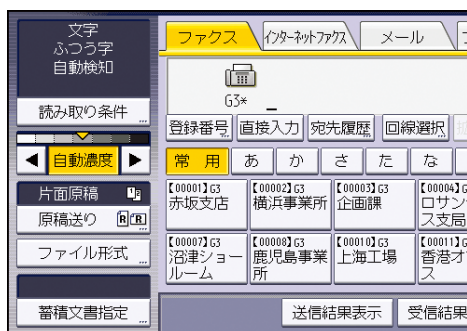 文字
ふつう字
自動検知
読み取り条件
自動濃度
片面原稿
原稿送り
ファイル形式
蓄積文書指定
ファクス
インターネットファクス
メール
G3*
登録番号
直接入力
宛先履歴
回線選択
常用
あ
か
さ
た
な
【00001】G3
赤坂支店
【00002】G3
横浜事業所
【00003】G3
企画課
【00004】G
ロサン
ス支局
【00007】G3
沼津ショー
ルーム
【00008】G3
鹿児島事業
所
【00010】G3
上海工場
【00011】G
香港オ
ス
送信結果表示
受信結果